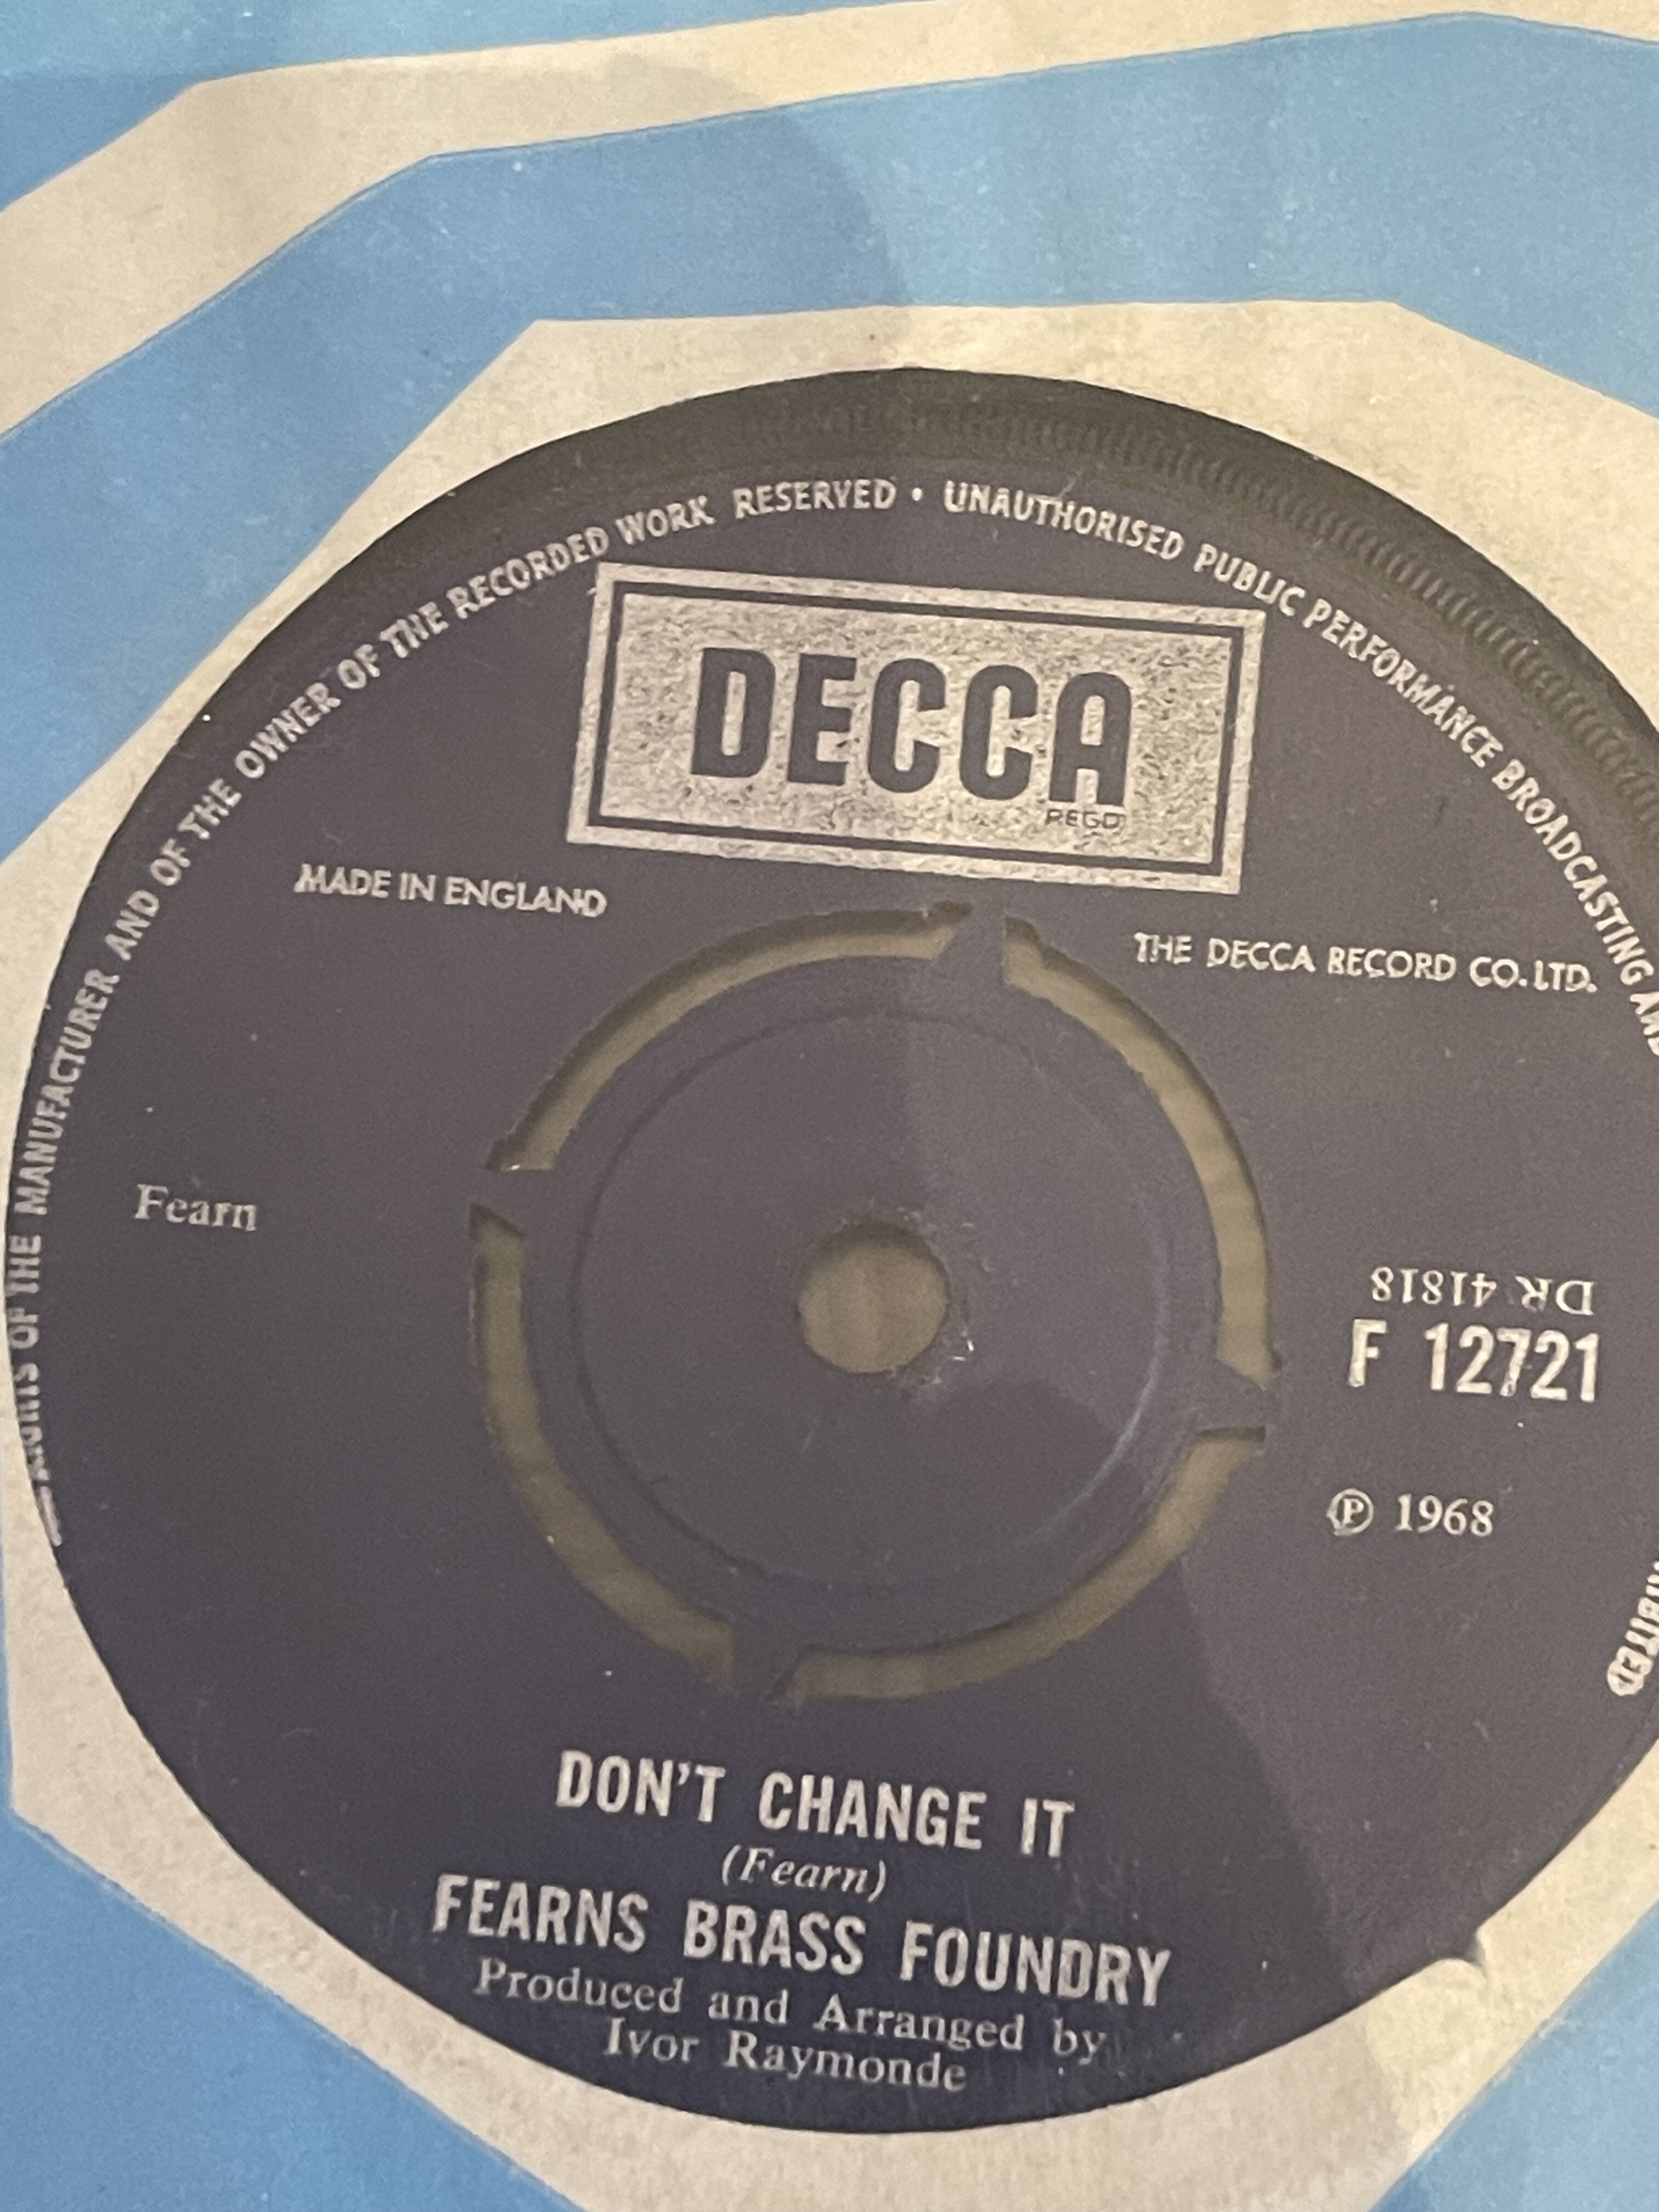 RIGHTS OF THE MANUFACTURER AND OF THE OWNER OF THE RECORDED WORK RESERVED • UNAUTHORISED PUBLIC PERFORMANCE BROADCASTING AND
DECCA
REGD
MADE IN ENGLAND
THE DECCA RECORD CO. LTD.
Fearn
DR 41818
F 12721
℗ 1968
DON'T CHANGE IT
(Fearn)
FEARNS BRASS FOUNDRY
Produced and Arranged by
Ivor Raymonde